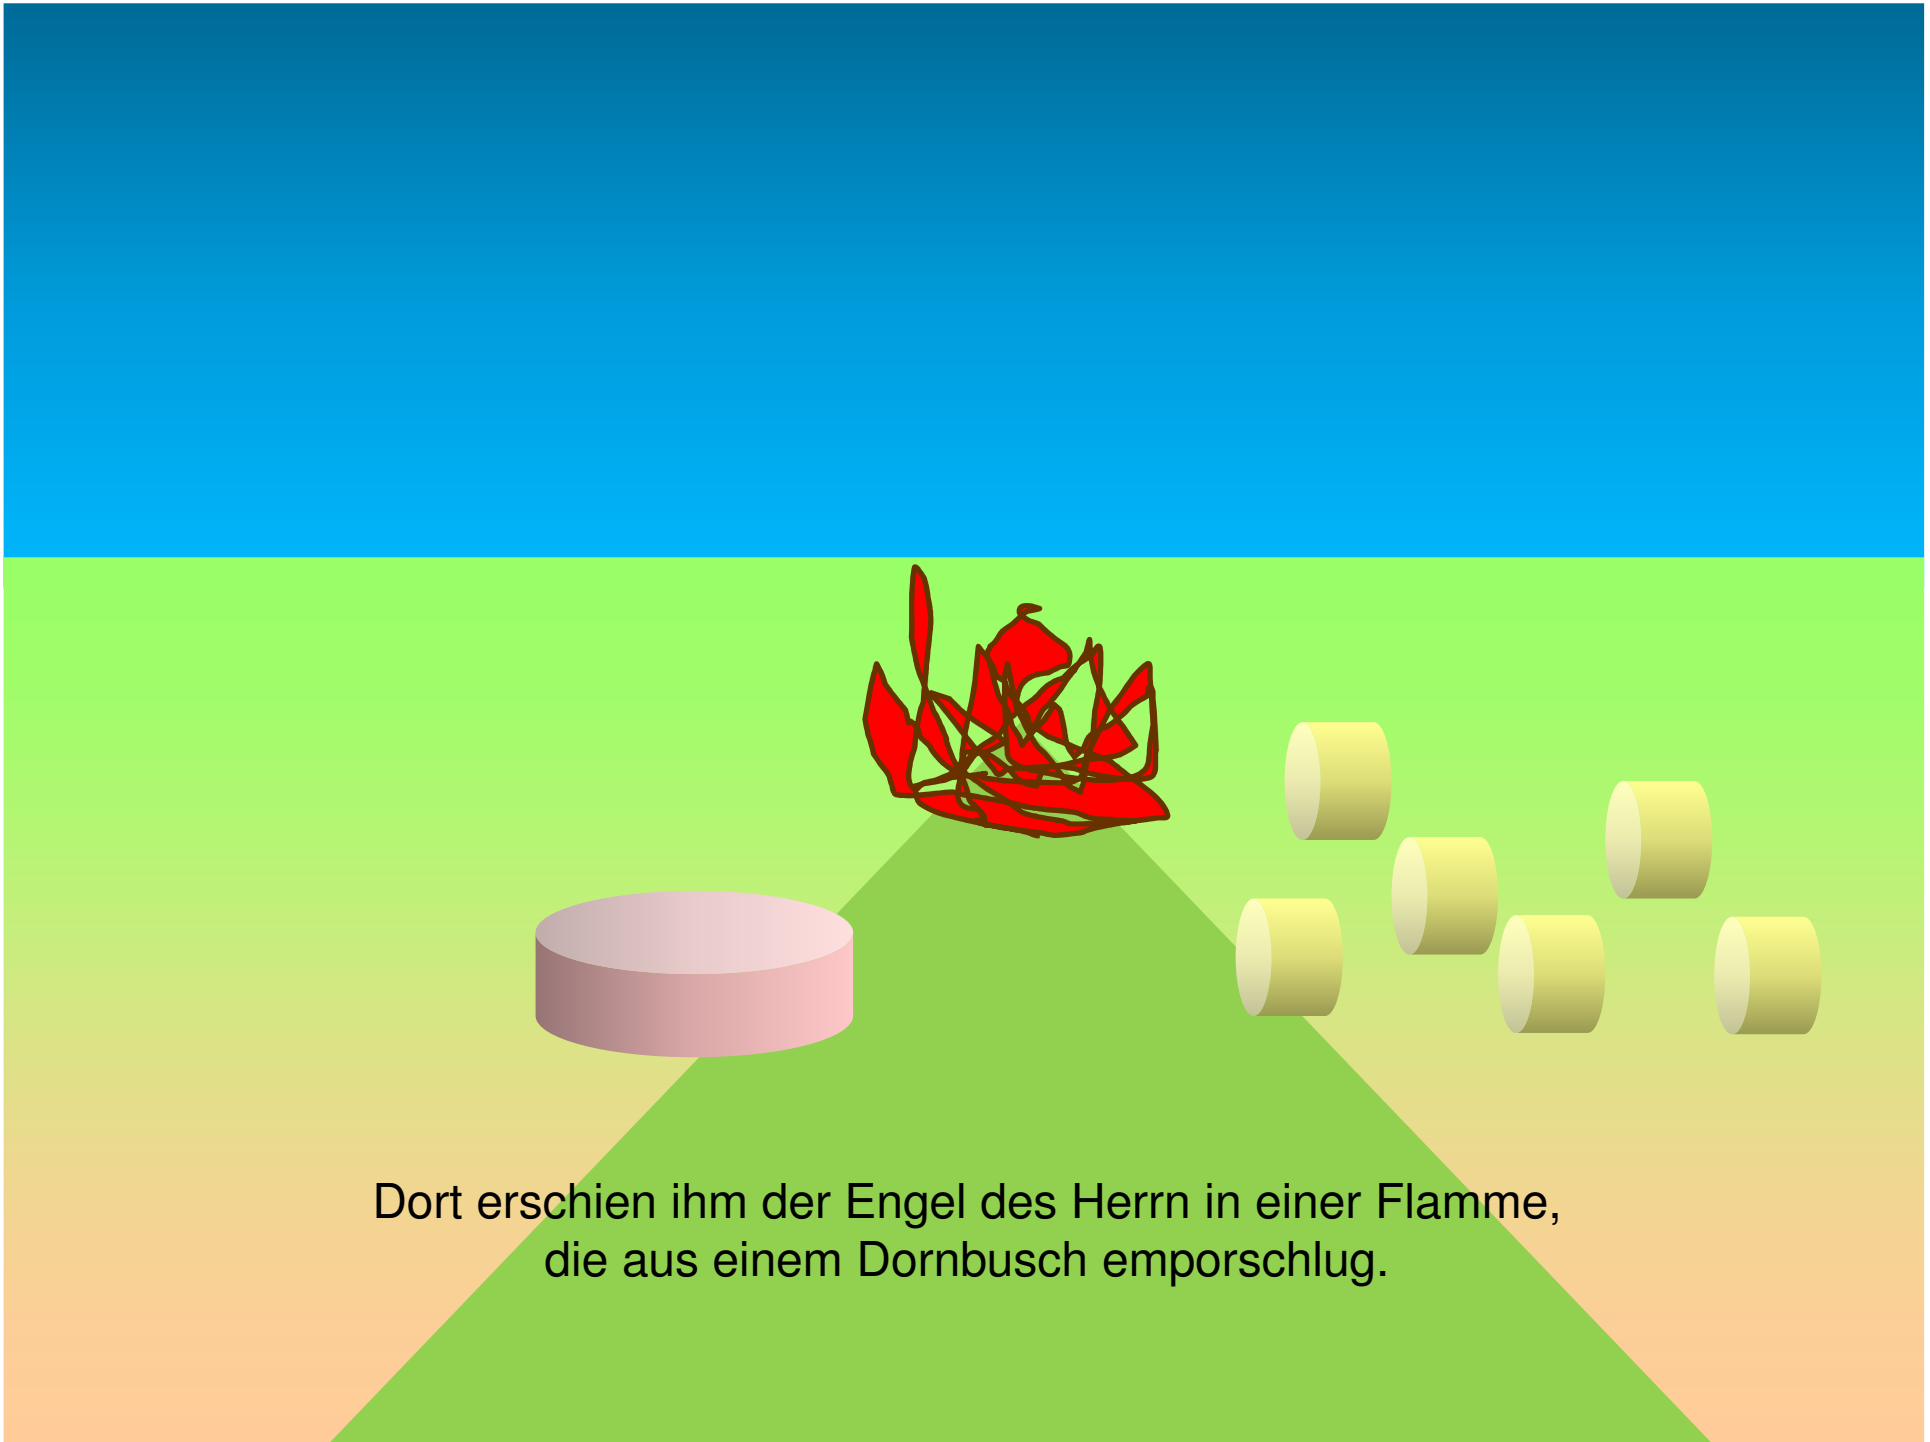 Dort erschien ihm der Engel des Herrn in einer Flamme,
die aus einem Dornbusch emporschlug.